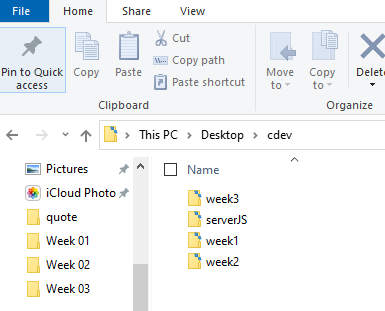 File Home Share View
Pin to Quick access
Copy
Paste
Cut
Copy path
Paste shortcut
Move to
Copy to
Delete
Clipboard
Organize
This PC > Desktop > cdev
Pictures
iCloud Photo
quote
Week 01
Week 02
Week 03
Name
week3
serverJS
week1
week2